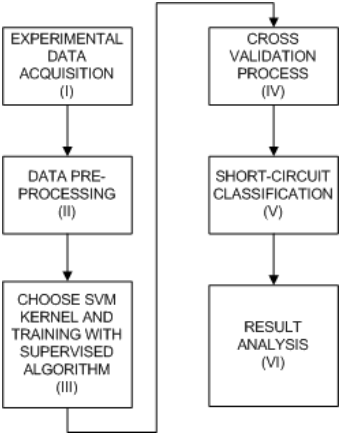 EXPERIMENTAL
DATA
ACQUISITION
(I)
DATA PRE-
PROCESSING
(II)
CHOOSE SVM
KERNEL AND
TRAINING WITH
SUPERVISED
ALGORITHM
(III)
CROSS
VALIDATION
PROCESS
(IV)
SHORT-CIRCUIT
CLASSIFICATION
(V)
RESULT
ANALYSIS
(VI)